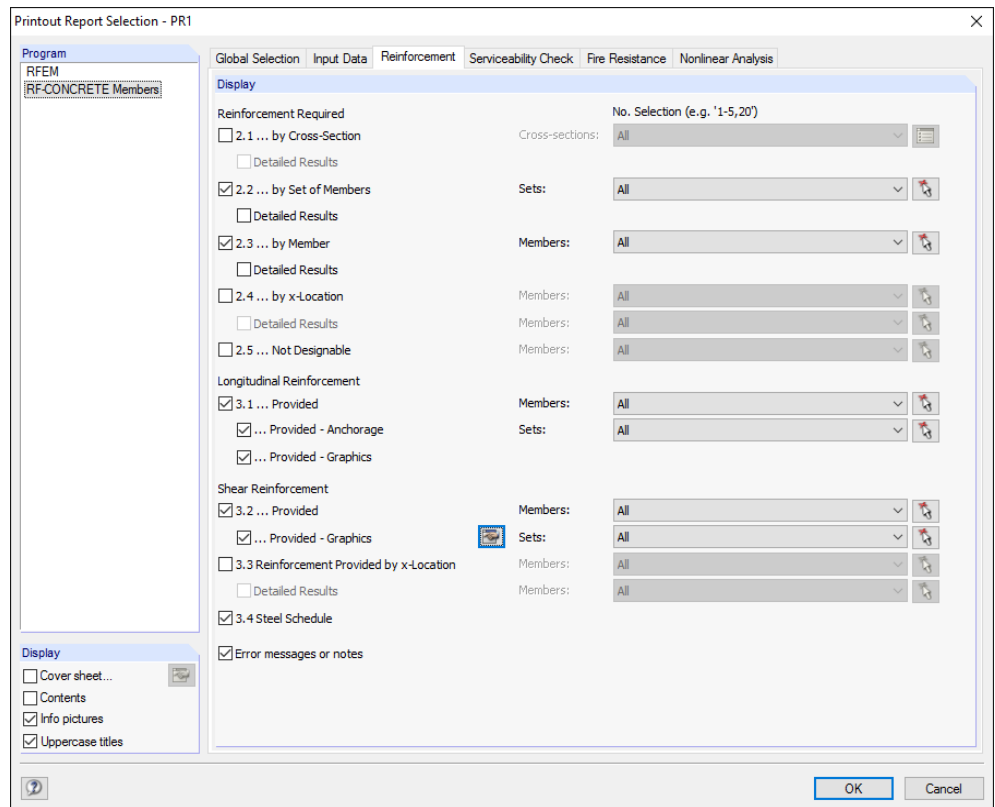 Printout Report Selection - PR1
Program
RFEM
RF-CONCRETE Members
Global Selection Input Data Reinforcement Serviceability Check Fire Resistance Nonlinear Analysis
Display
Reinforcement Required No. Selection (e.g. '1-5,20')
2.1 ... by Cross-Section Cross-sections: All
Detailed Results
2.2 ... by Set of Members Sets: All
Detailed Results
2.3 ... by Member Members: All
Detailed Results
2.4 ... by x-Location Members: All
Detailed Results Members: All
2.5 ... Not Designable Members: All
Longitudinal Reinforcement
3.1 ... Provided Members: All
... Provided - Anchorage Sets: All
... Provided - Graphics
Shear Reinforcement
3.2 ... Provided Members: All
... Provided - Graphics Sets: All
3.3 Reinforcement Provided by x-Location Members: All
Detailed Results Members: All
3.4 Steel Schedule
Error messages or notes
Display
Cover sheet...
Contents
Info pictures
Uppercase titles
OK Cancel